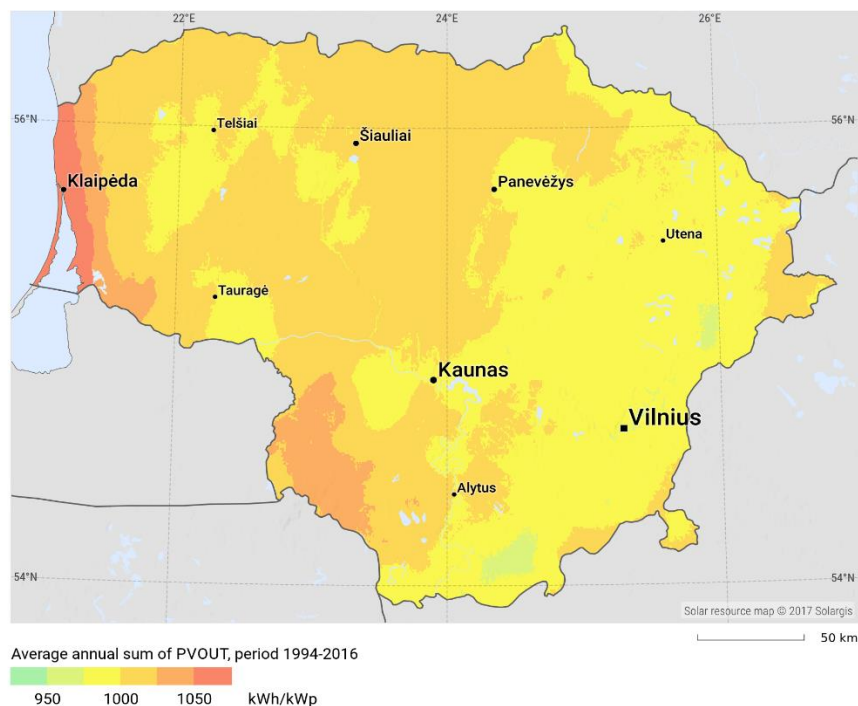 22°E 24°E 26°E
56°N 56°N
Telšiai
Šiauliai
Klaipėda
Panevėžys
Utena
Tauragė
Kaunas
Vilnius
Alytus
54°N 54°N
Solar resource map © 2017 Solargis
50 km
Average annual sum of PVOUT, period 1994-2016
950 1000 1050 kWh/kWp